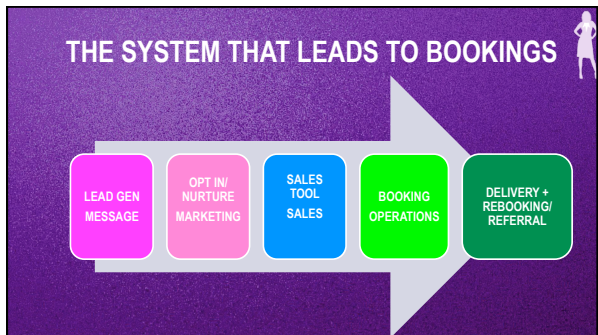 THE SYSTEM THAT LEADS TO BOOKINGS
LEAD GEN
MESSAGE
OPT IN/
NURTURE
MARKETING
SALES
TOOL
SALES
BOOKING
OPERATIONS
DELIVERY +
REBOOKING/
REFERRAL